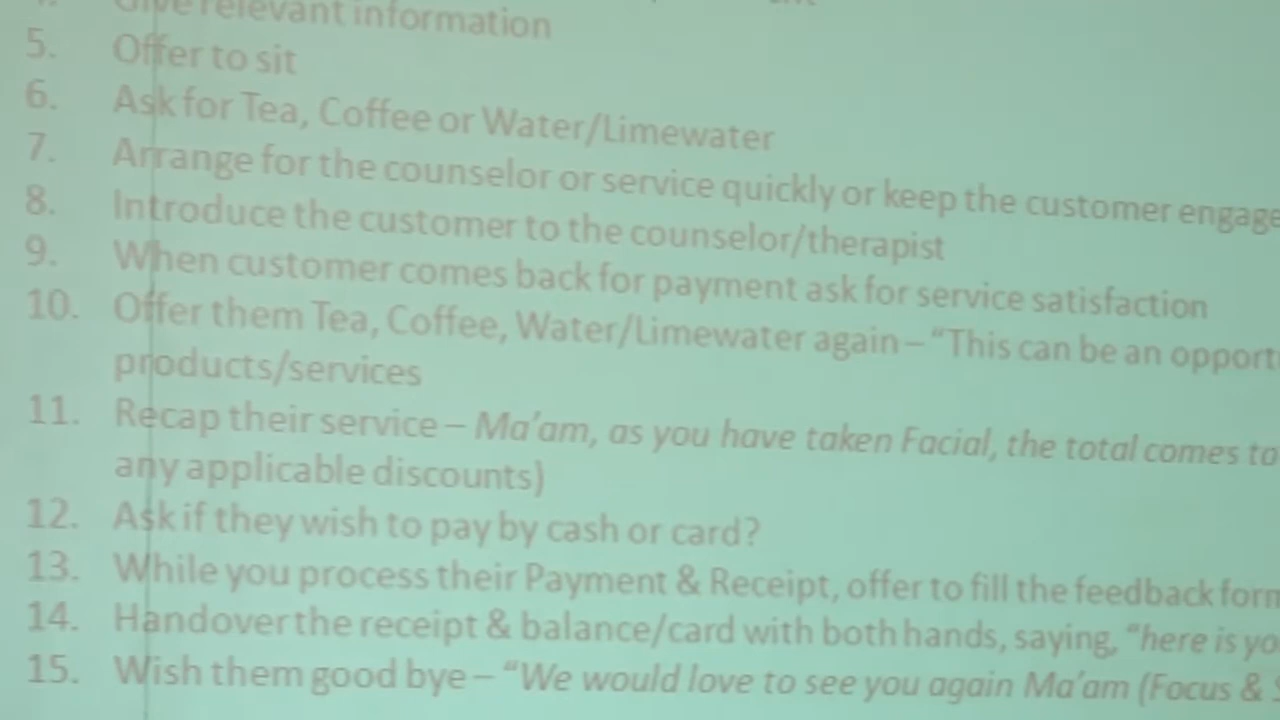 Give relevant information
5. Offer to sit
6. Ask for Tea, Coffee or Water/Limewater
7. Arrange for the counselor or service quickly or keep the customer engage
8. Introduce the customer to the counselor/therapist
9. When customer comes back for payment ask for service satisfaction
10. Offer them Tea, Coffee, Water/Limewater again – "This can be an opport
products/services
11. Recap their service – Ma'am, as you have taken Facial, the total comes to
any applicable discounts)
12. Ask if they wish to pay by cash or card?
13. While you process their Payment & Receipt, offer to fill the feedback form
14. Handover the receipt & balance/card with both hands, saying, "here is yo
15. Wish them good bye – "We would love to see you again Ma'am (Focus &